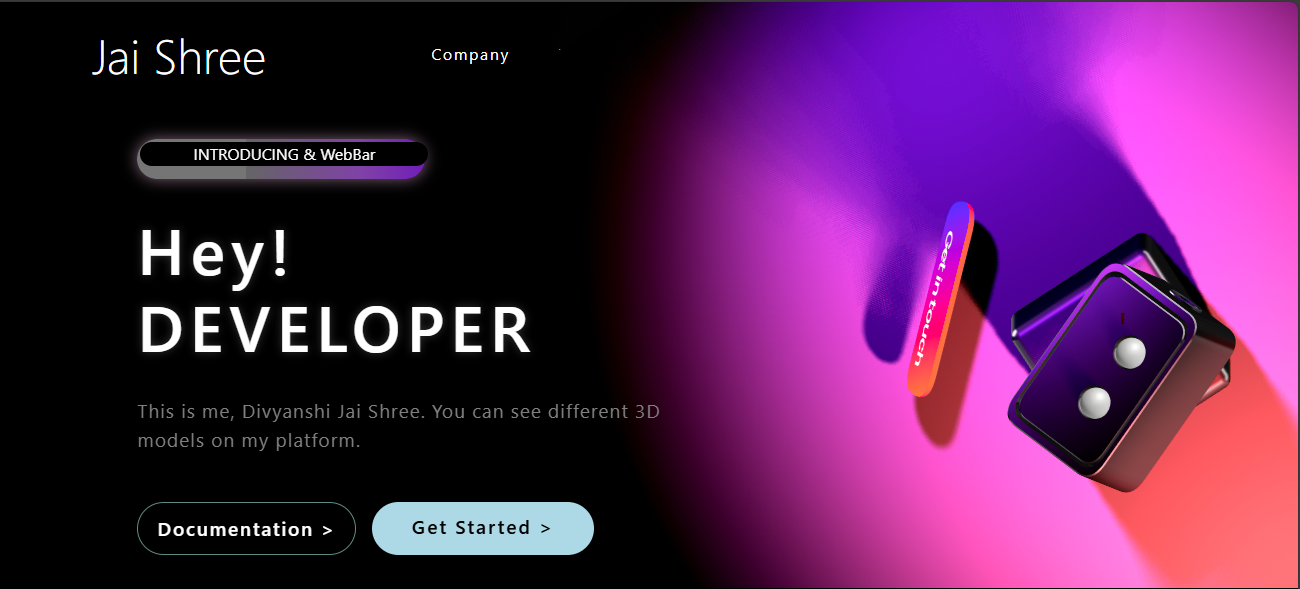 Jai Shree
Company
INTRODUCING & WebBar
Hey!
DEVELOPER
This is me, Divyanshi Jai Shree. You can see different 3D
models on my platform.
Documentation >
Get Started >
Get in touch